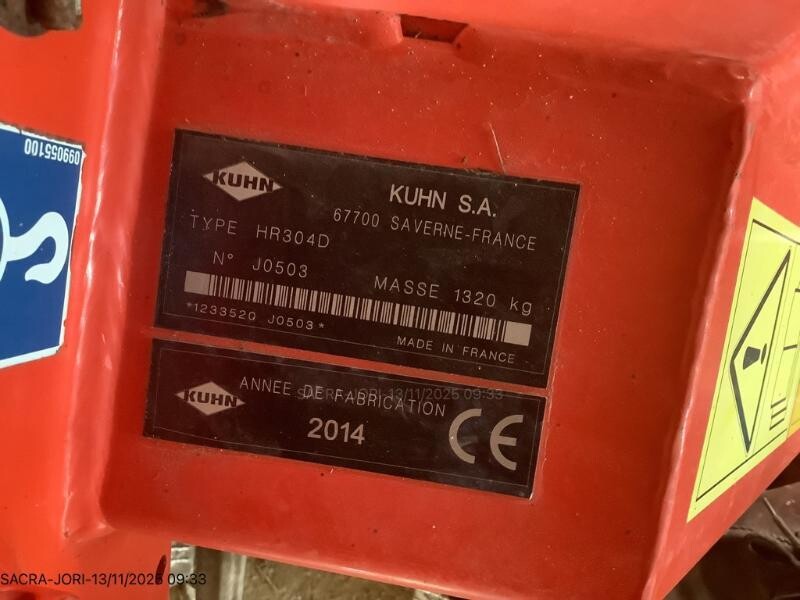 099055100
KUHN
KUHN S.A.
67700 SAVERNE-FRANCE
TYPE HR304D
N° J0503
MASSE 1320 kg
*1233520 J0503*
MADE IN FRANCE
KUHN
ANNEE DE FABRICATION
2014
CE
SACRA-JORI-13/11/2025 09:33
SACRA-JORI-13/11/2025 09:33